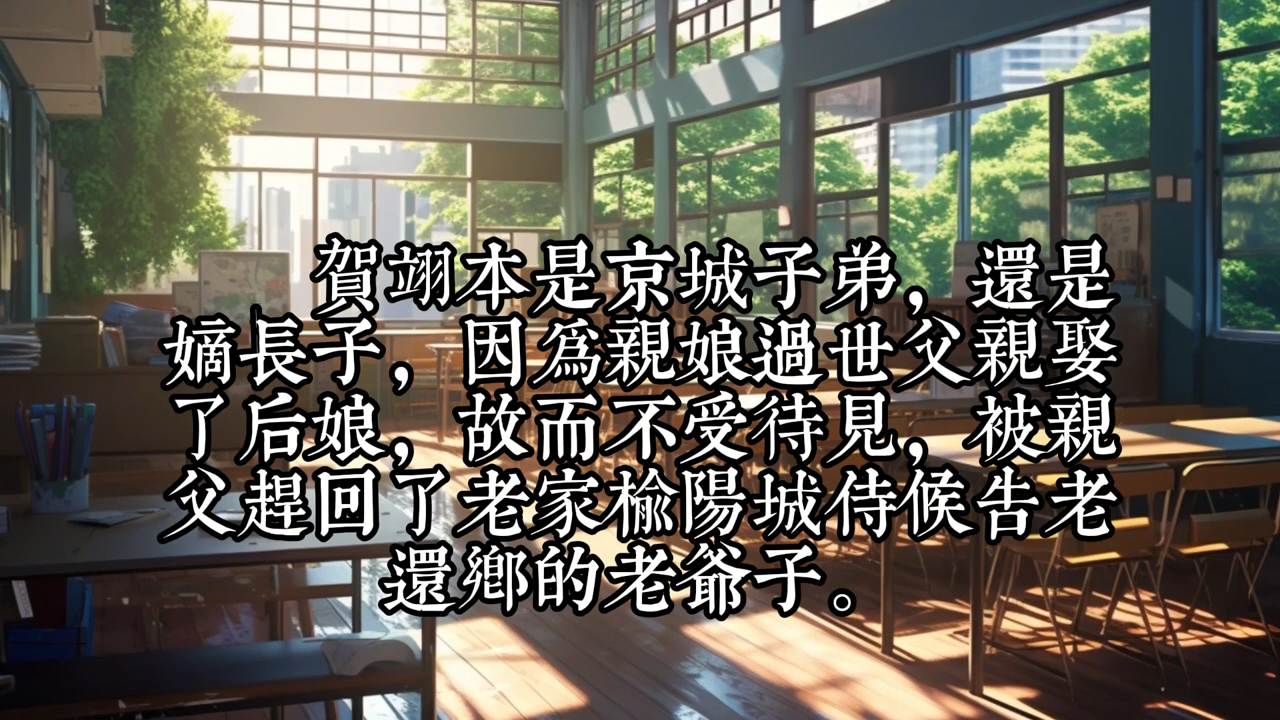 賀翊本是京城子弟，還是
嫡長子，因為親娘過世父親娶
了后娘，故而不受待見，被親
父趕回了老家榆陽城侍候告老
還鄉的老爺子。